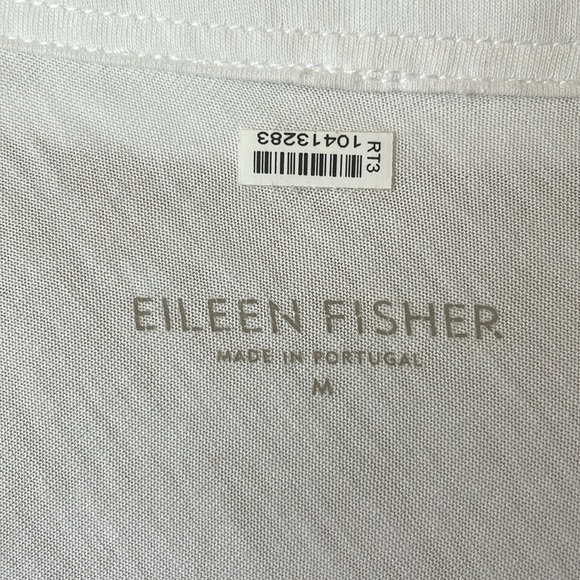 RT3
10413283
EILEEN FISHER
MADE IN PORTUGAL
M